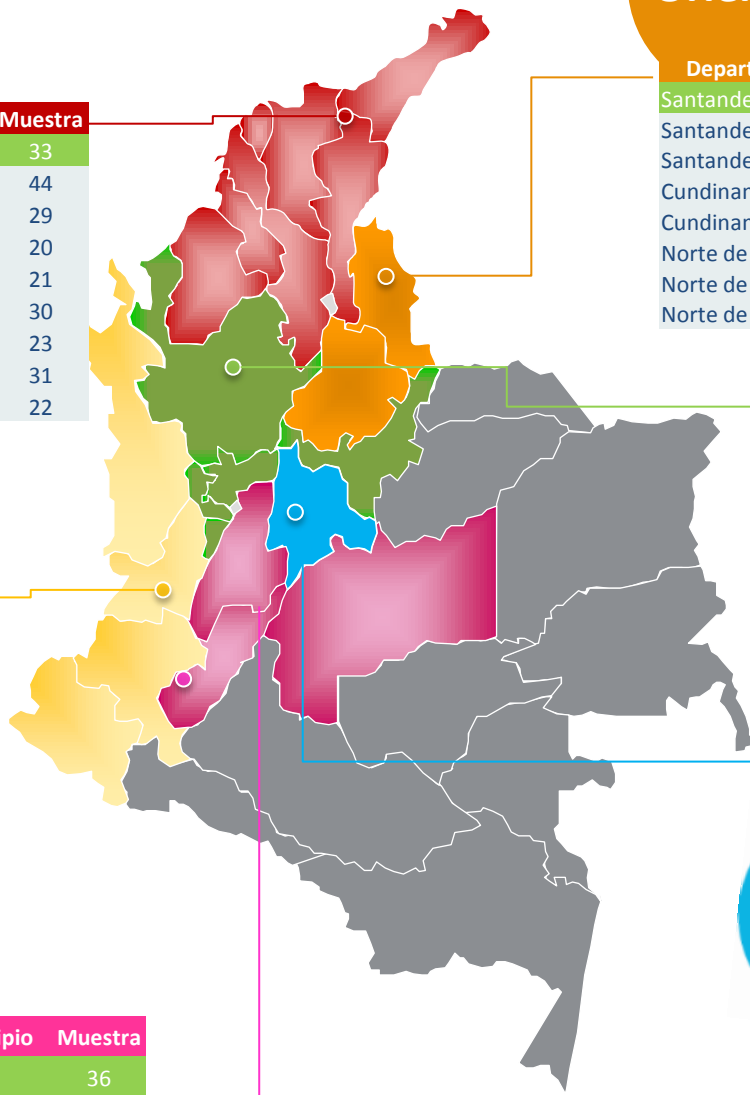 Muestra
33
44
29
20
21
30
23
31
22
Depart
Santande
Santande
Santande
Cundinar
Cundinar
Norte de
Norte de
Norte de
ipio Muestra
36